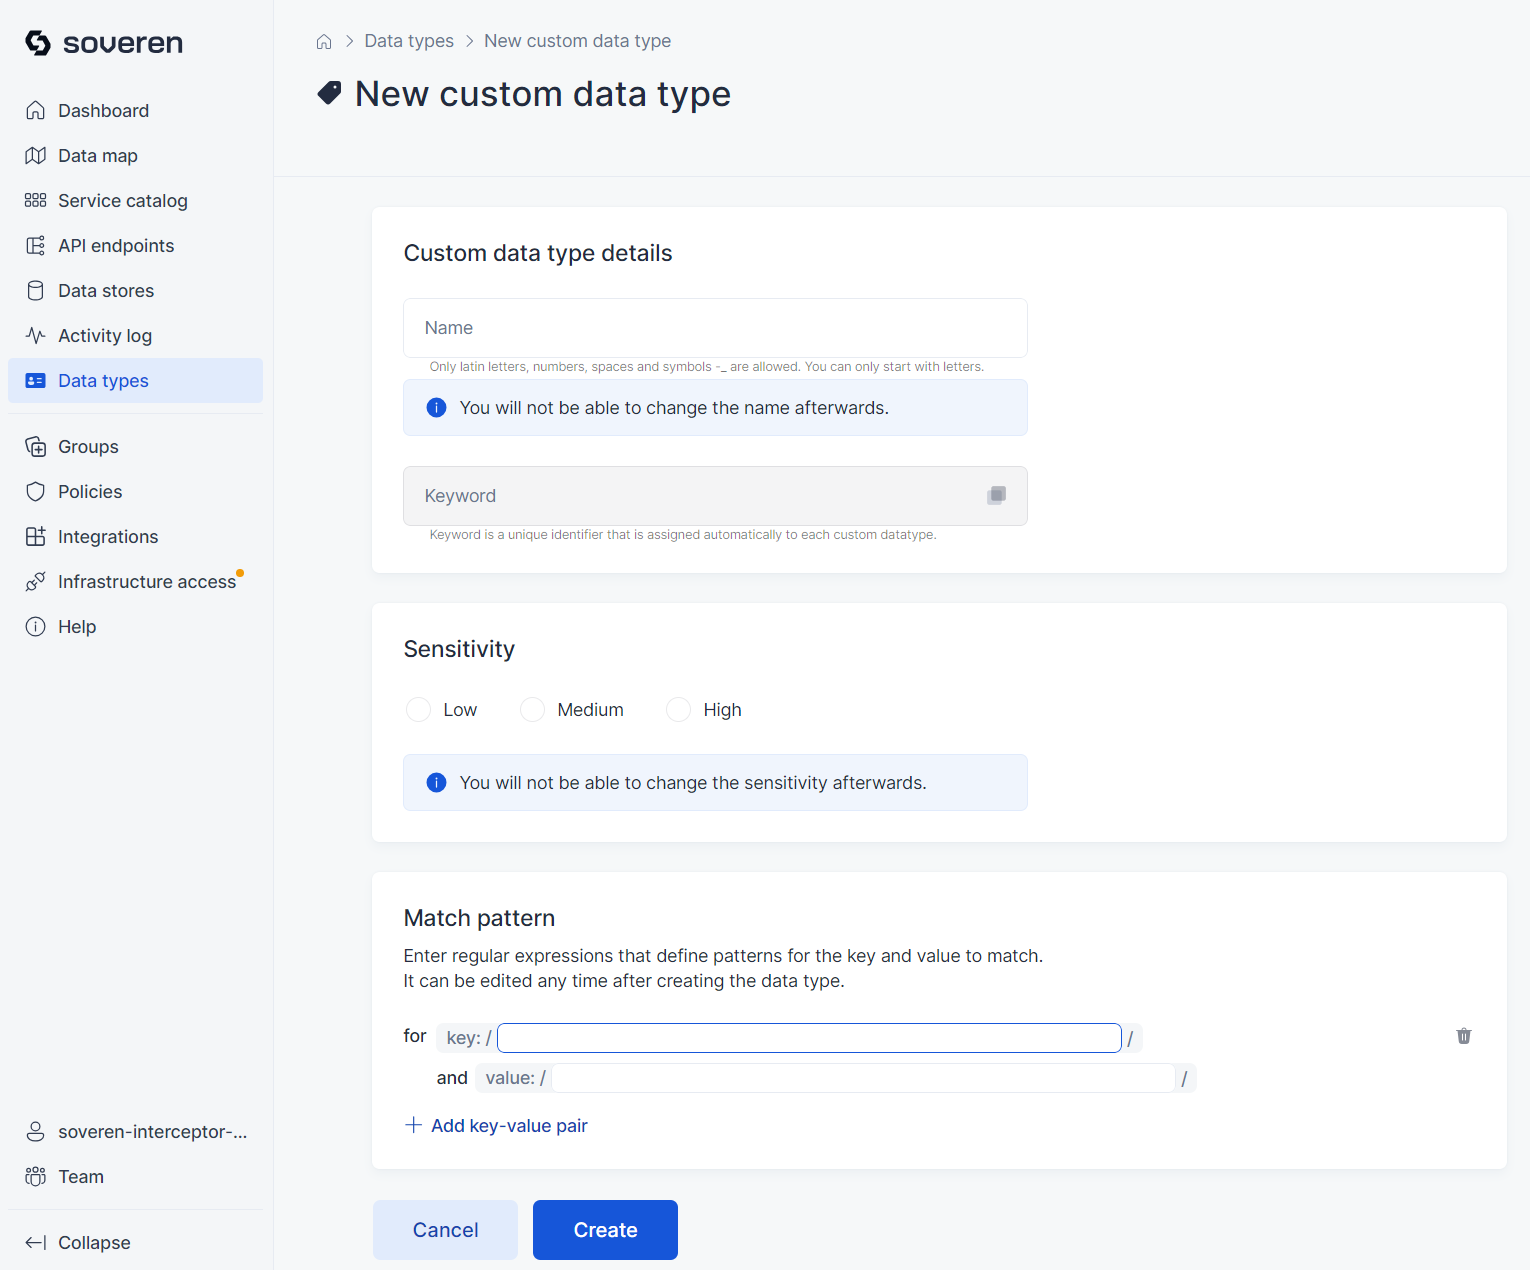 soveren
Dashboard
Data map
Service catalog
API endpoints
Data stores
Activity log
Data types
Groups
Policies
Integrations
Infrastructure access
Help
soveren-interceptor-...
Team
Collapse
Data types > New custom data type
New custom data type
Custom data type details
Name
Only latin letters, numbers, spaces and symbols -_ are allowed. You can only start with letters.
You will not be able to change the name afterwards.
Keyword
Keyword is a unique identifier that is assigned automatically to each custom datatype.
Sensitivity
Low Medium High
You will not be able to change the sensitivity afterwards.
Match pattern
Enter regular expressions that define patterns for the key and value to match.
It can be edited any time after creating the data type.
for key: / /
and value: / /
Add key-value pair
Cancel Create